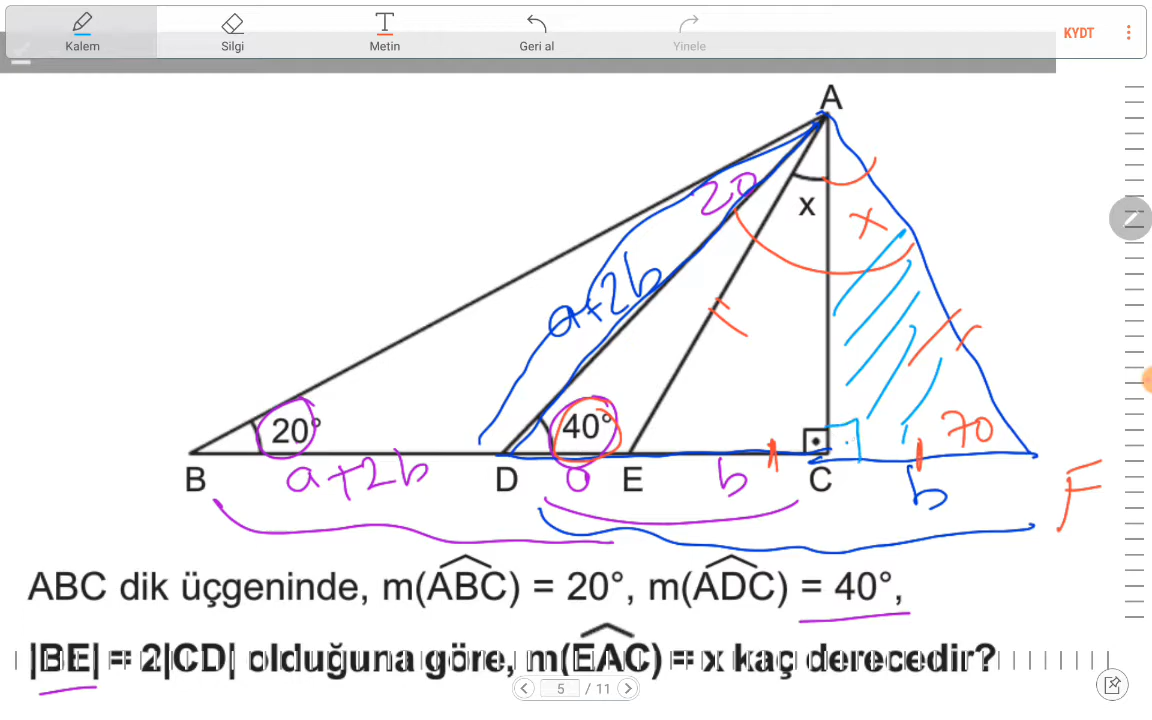 Kalem Silgi Metin Geri al Yinele KYDT
A
20
x x
a+2b
20° 40° 70
B a+2b D a E b C b F
ABC dik üçgeninde, m(ABC) = 20°, m(ADC) = 40°,
|BE| = 2|CD| olduğuna göre, m(EAC) = x kaç derecedir?
5 / 11